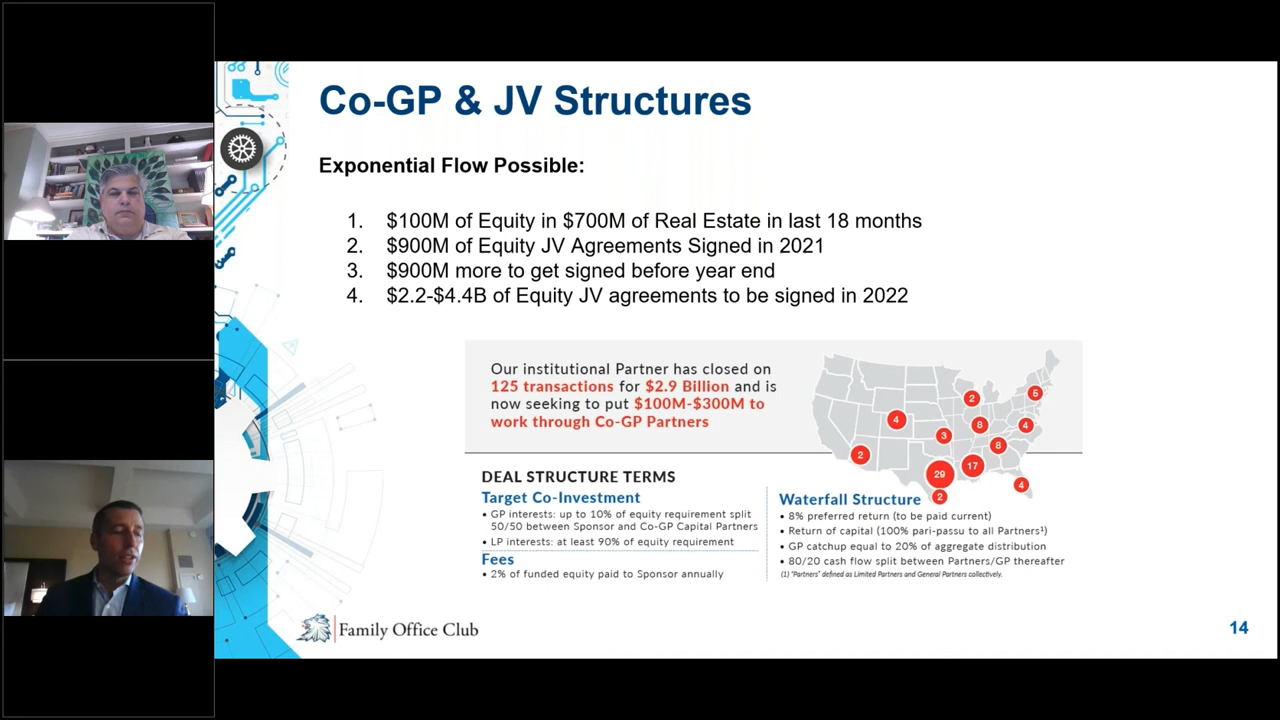 Co-GP & JV Structures
Exponential Flow Possible:
1. $100M of Equity in $700M of Real Estate in last 18 months
2. $900M of Equity JV Agreements Signed in 2021
3. $900M more to get signed before year end
4. $2.2-$4.4B of Equity JV agreements to be signed in 2022
Our institutional Partner has closed on
125 transactions for $2.9 Billion and is
now seeking to put $100M-$300M to
work through Co-GP Partners
2
5
4
8
4
3
8
2
29
17
4
2
DEAL STRUCTURE TERMS
Target Co-Investment
• GP interests: up to 10% of equity requirement split
50/50 between Sponsor and Co-GP Capital Partners
• LP interests: at least 90% of equity requirement
Fees
• 2% of funded equity paid to Sponsor annually
Waterfall Structure
• 8% preferred return (to be paid current)
• Return of capital (100% pari-passu to all Partners¹)
• GP catchup equal to 20% of aggregate distribution
• 80/20 cash flow split between Partners/GP thereafter
(1) "Partners" defined as Limited Partners and General Partners collectively.
Family Office Club
14